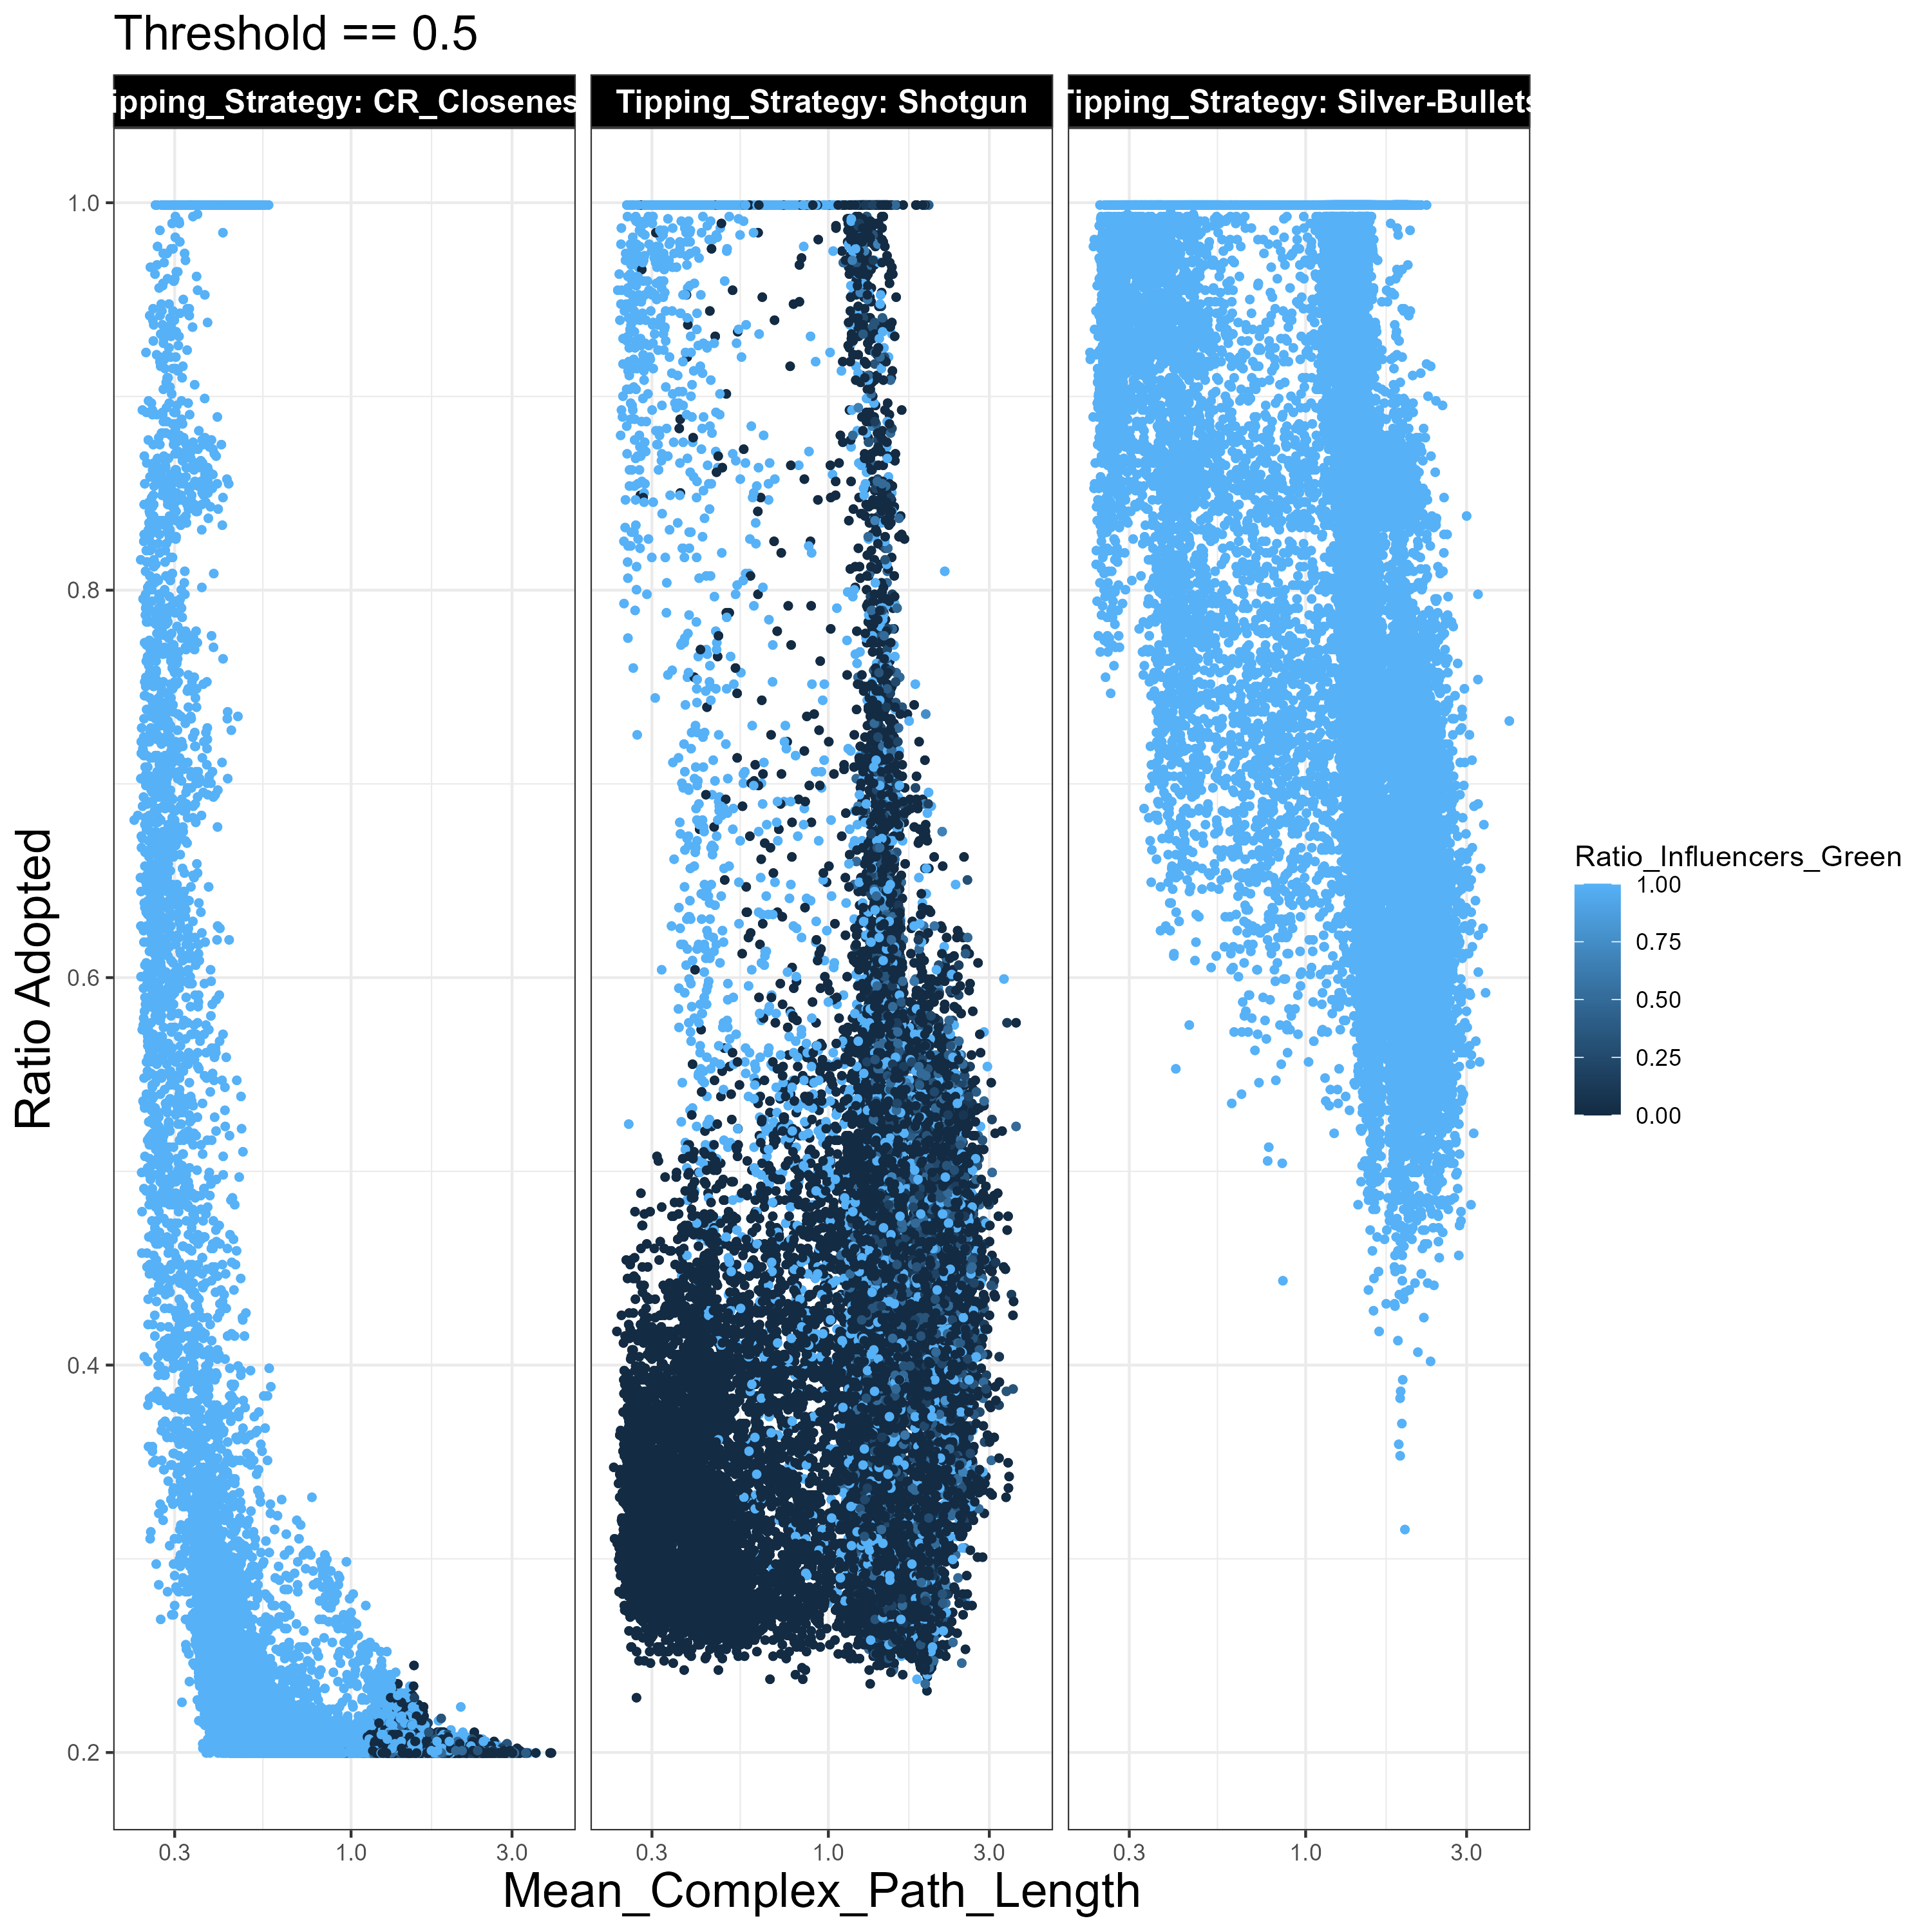 Threshold == 0.5
ipping_Strategy: CR_Closenes
Tipping_Strategy: Shotgun
Tipping_Strategy: Silver-Bullets
1.0
0.8
0.6
0.4
0.2
Ratio Adopted
0.3 1.0 3.0
0.3 1.0 3.0
0.3 1.0 3.0
Mean_Complex_Path_Length
Ratio_Influencers_Green
1.00
0.75
0.50
0.25
0.00